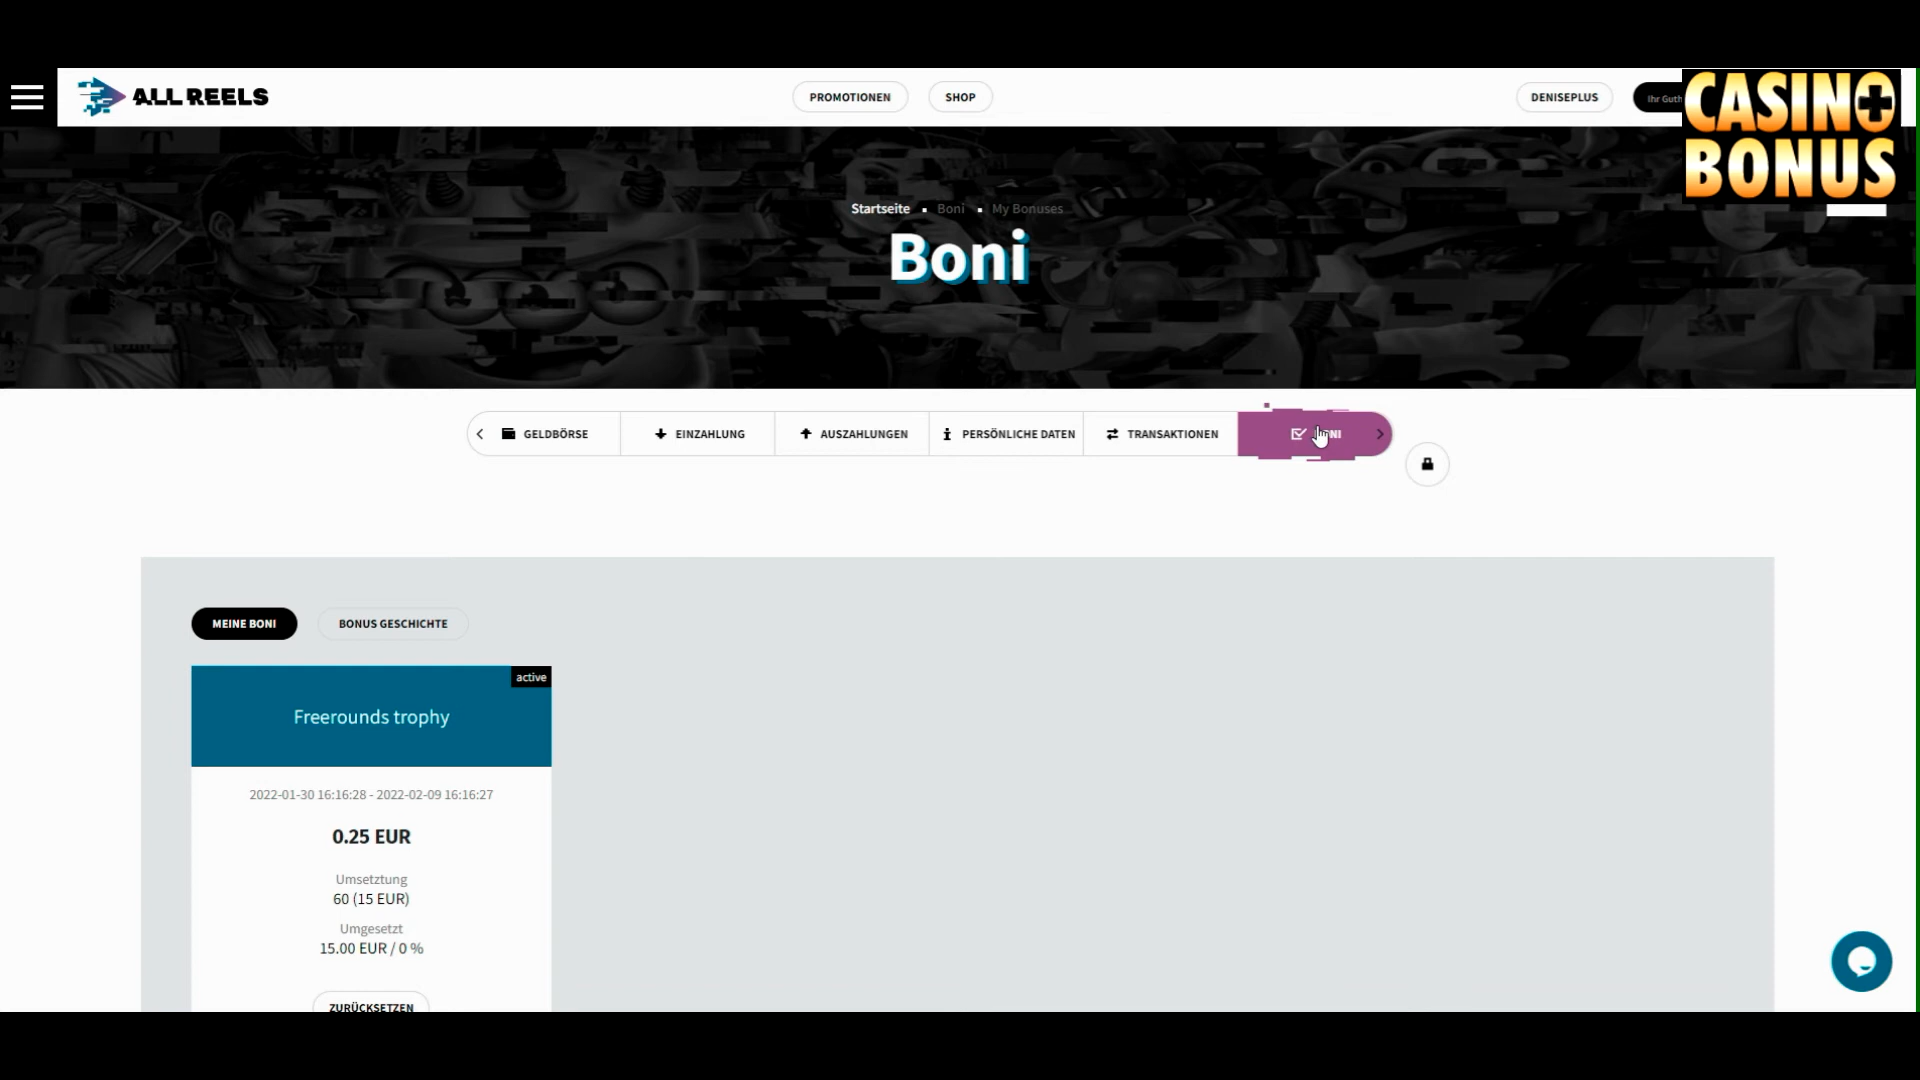 ALL REELS
PROMOTIONEN
SHOP
DENISEPLUS
Ihr Guth
CASINO
BONUS
Startseite ▪ Boni ▪ My Bonuses
Boni
GELDBÖRSE
EINZAHLUNG
AUSZAHLUNGEN
PERSÖNLICHE DATEN
TRANSAKTIONEN
MEINE BONI
BONUS GESCHICHTE
active
Freerounds trophy
2022-01-30 16:16:28 - 2022-02-09 16:16:27
0.25 EUR
Umsetztung
60 (15 EUR)
Umgesetzt
15.00 EUR / 0 %
ZURÜCKSETZEN